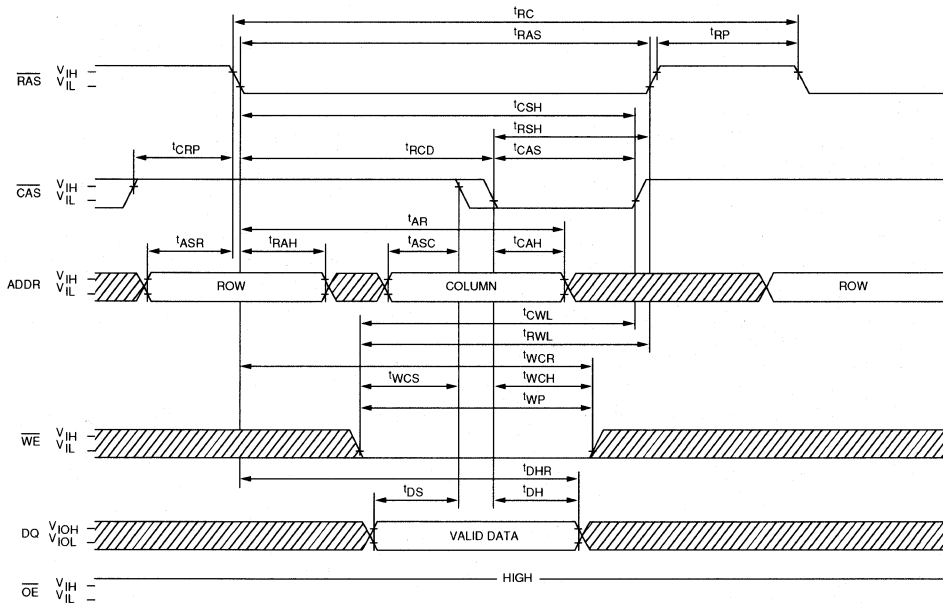 tRC
tRAS
tRP
RAS VIH
VIL
tCSH
tRSH
tCRP
tRCD
tCAS
CAS VIH
VIL
tAR
tASR
tRAH
tASC
tCAH
ADDR VIH
VIL
ROW
COLUMN
ROW
tCWL
tRWL
tWCR
tWCS
tWCH
tWP
WE VIH
VIL
tDHR
tDS
tDH
DQ VIOH
VIOL
VALID DATA
HIGH
OE VIH
VIL